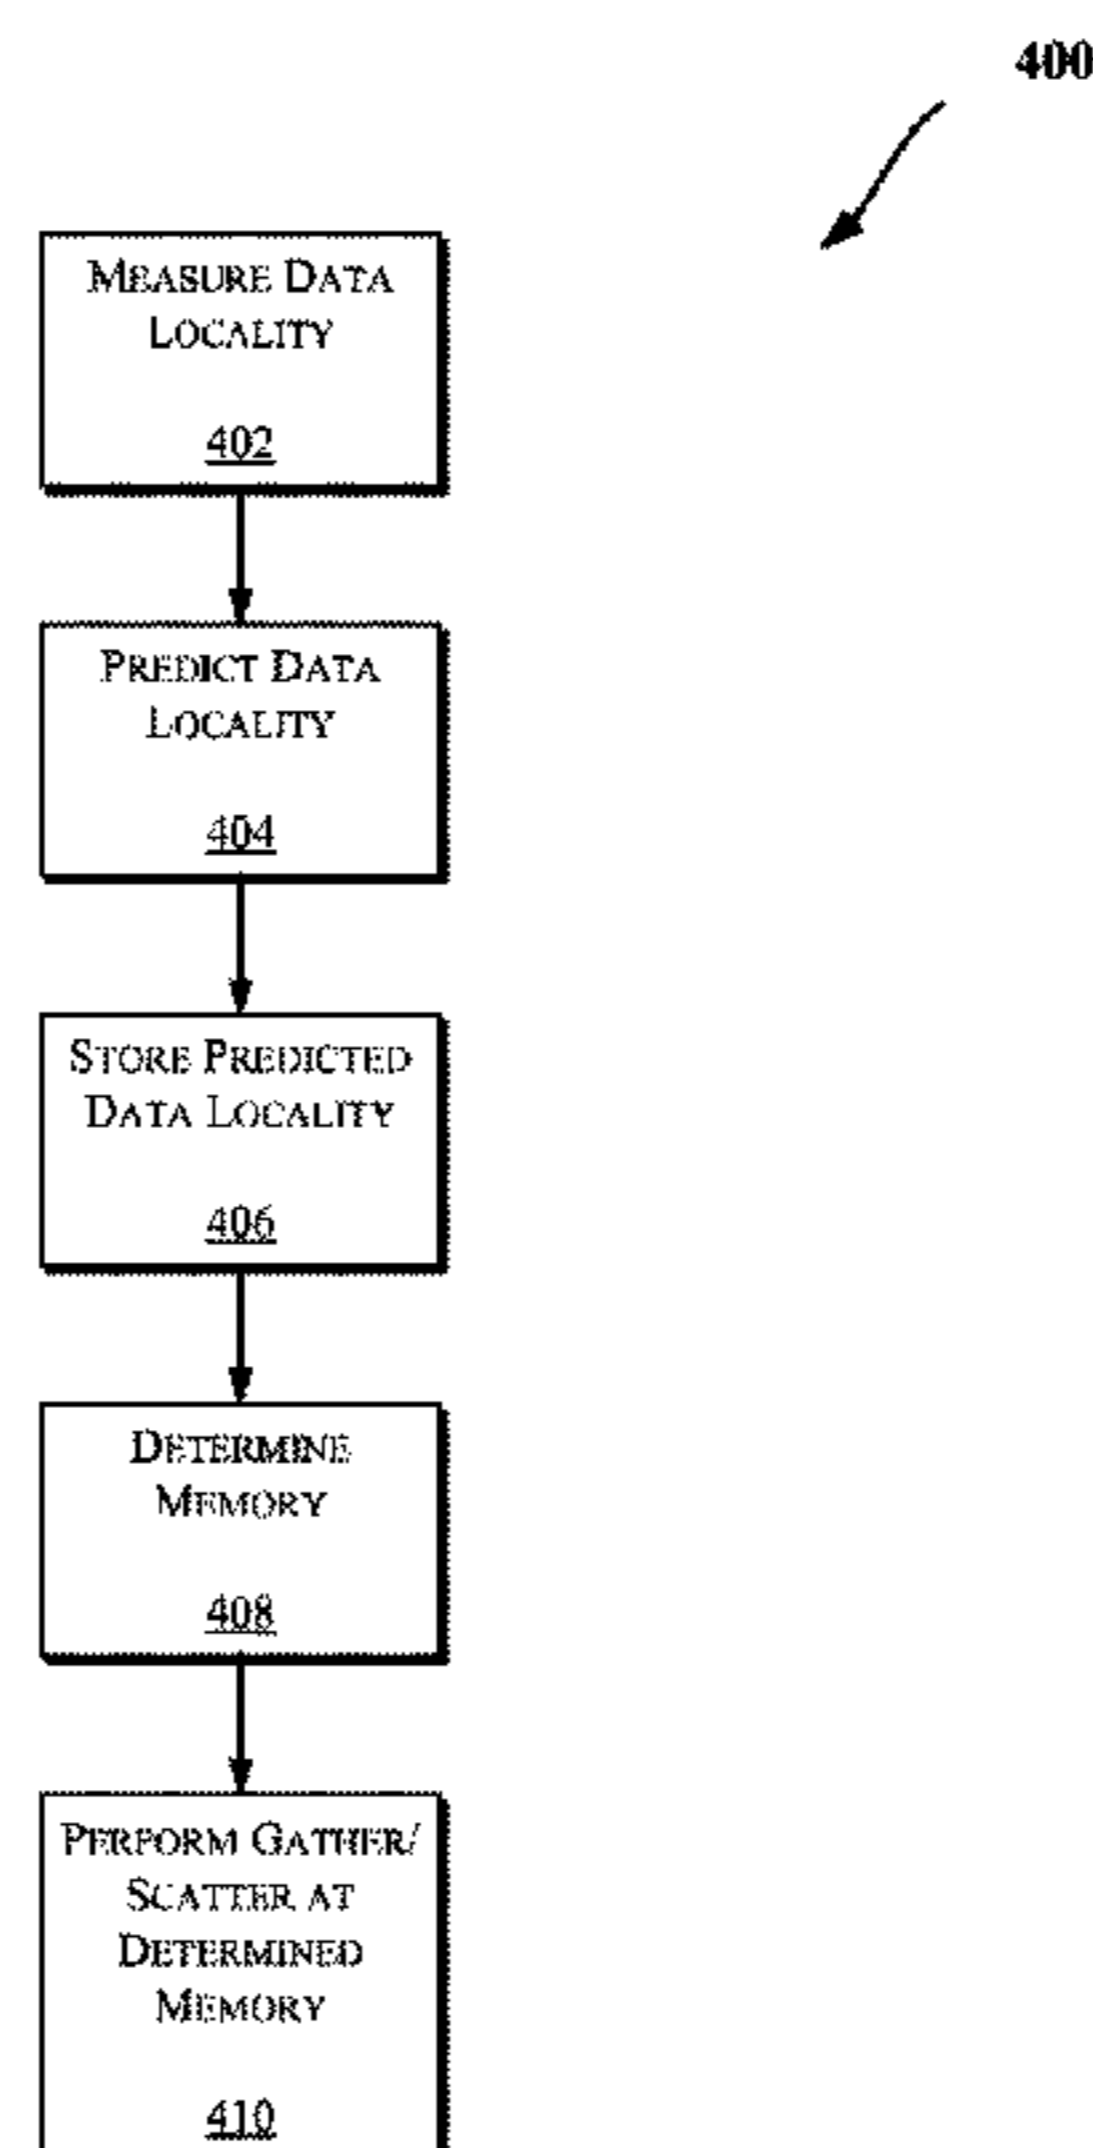 400
MEASURE DATA
LOCALITY
402
PREDICT DATA
LOCALITY
404
STORE PREDICTED
DATA LOCALITY
406
DETERMINE
MEMORY
408
PERFORM GATHER/
SCATTER AT
DETERMINED
MEMORY
410